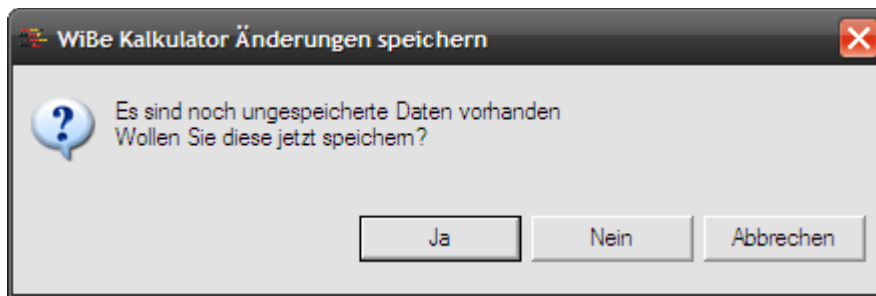 WiBe Kalkulator Änderungen speichern
Es sind noch ungespeicherte Daten vorhanden
Wollen Sie diese jetzt speichern?
Ja Nein Abbrechen